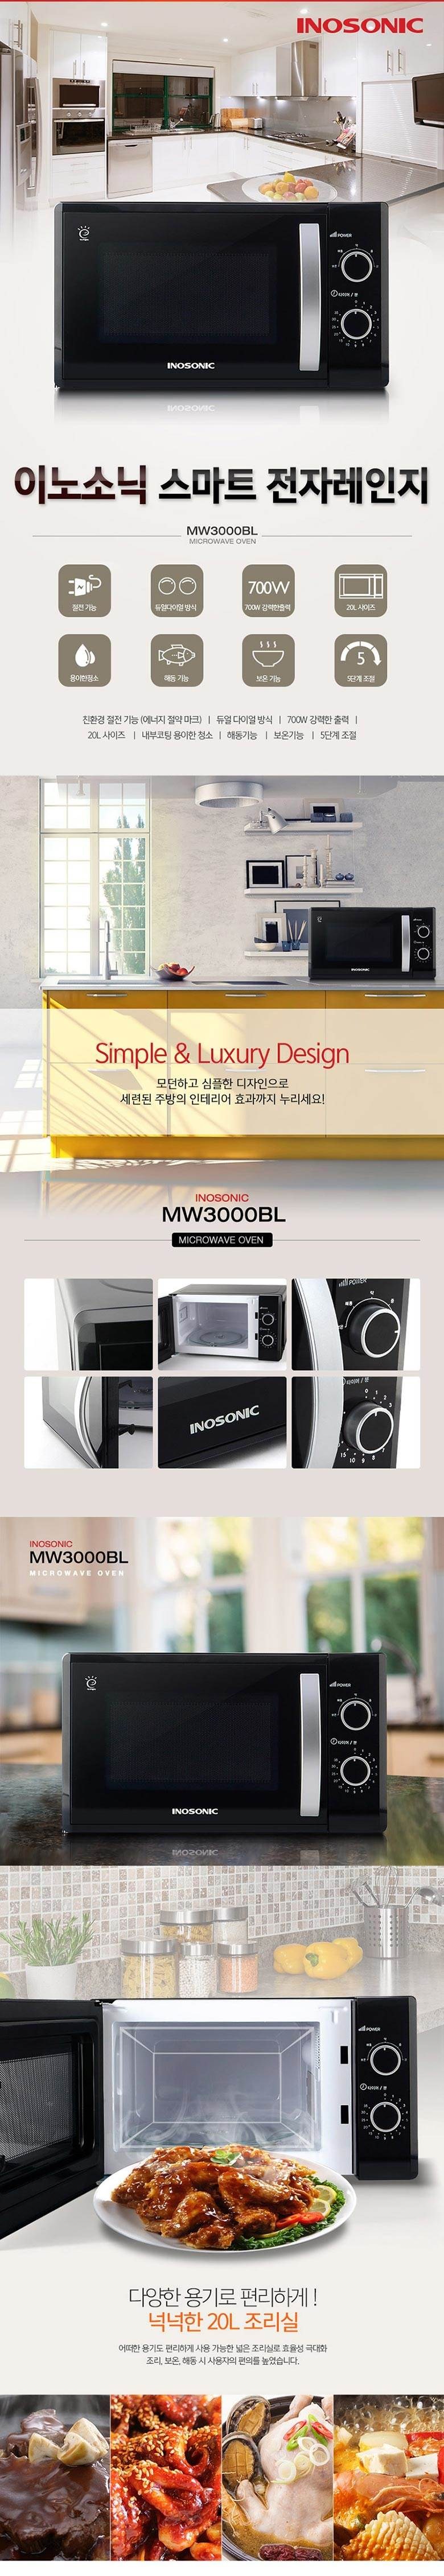 INOSONIC
POWER
INOSONIC
이노소닉 스마트 전자레인지
MW3000BL
MICROWAVE OVEN
절전 기능
듀얼다이얼 방식
700W
700W 강력한출력
20L 사이즈
용이한청소
해동 기능
보온 기능
5
5단계 조절
친환경 절전 기능 (에너지 절약 마크) | 듀얼 다이얼 방식 | 700W 강력한 출력 |
20L 사이즈 | 내부코팅 용이한 청소 | 해동기능 | 보온기능 | 5단계 조절
INOSONIC
Simple & Luxury Design
모던하고 심플한 디자인으로
세련된 주방의 인테리어 효과까지 누리세요!
INOSONIC
MW3000BL
MICROWAVE OVEN
POWER
INOSONIC
INOSONIC
MW3000BL
MICROWAVE OVEN
POWER
INOSONIC
POWER
다양한 용기로 편리하게 !
넉넉한 20L 조리실
어떠한 용기도 편리하게 사용 가능한 넓은 조리실로 효율성 극대화
조리, 보온, 해동 시 사용자의 편의를 높였습니다.